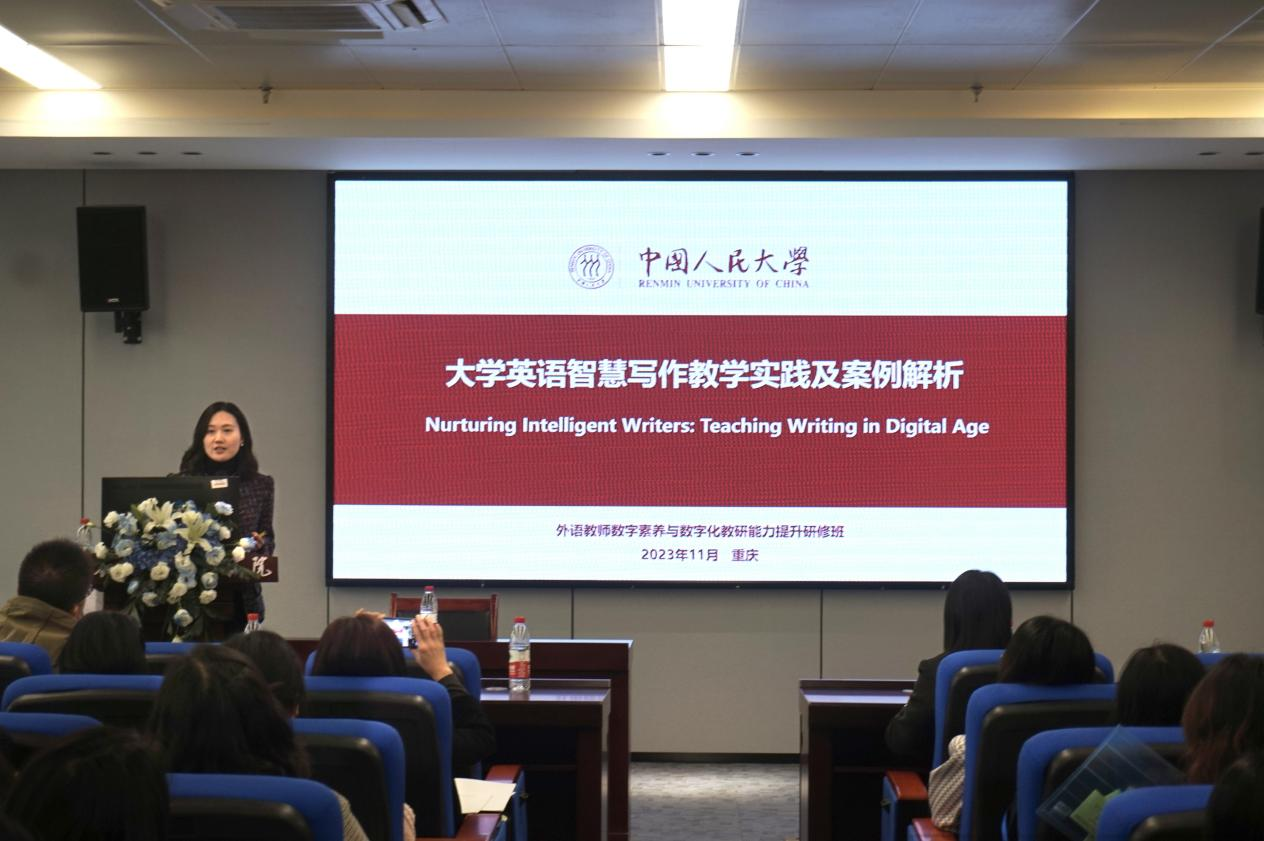 中国人民大学
RENMIN UNIVERSITY OF CHINA
大学英语智慧写作教学实践及案例解析
Nurturing Intelligent Writers: Teaching Writing in Digital Age
外语教师数字素养与数字化教研能力提升研修班
2023年11月 重庆
院